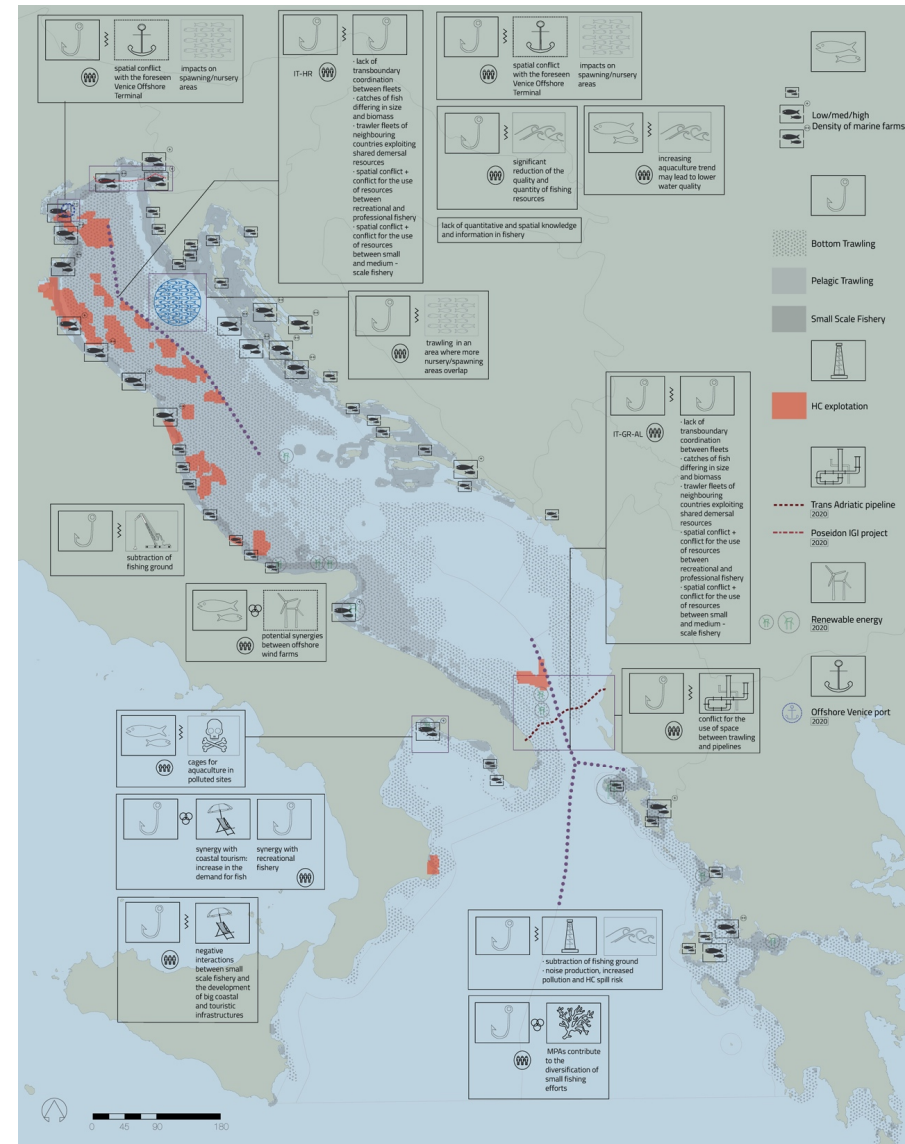 spatial conflict
with the foreseen
Venice Offshore
Terminal
impacts on
spawning/nursery
areas
IT-HR
- lack of
transboundary
coordination
between fleets
- catches of fish
differing in size
and biomass
- trawler fleets of
neighbouring
countries exploiting
shared demersal
resources
- spatial conflict +
conflict for the use
of resources
between
recreational and
professional fishery
- spatial conflict +
conflict for the use
of resources
between small
and medium -
scale fishery
spatial conflict
with the foreseen
Venice Offshore
Terminal
impacts on
spawning/nursery
areas
significant
reduction of the
quality and
quantity of fishing
resources
increasing
aquaculture trend
may lead to lower
water quality
lack of quantitative and spatial knowledge
and information in fishery
trawling in an
area where more
nursery/spawning
areas overlap
IT-GR-AL
- lack of
transboundary
coordination
between fleets
- catches of fish
differing in size
and biomass
- trawler fleets of
neighbouring
countries exploiting
shared demersal
resources
- spatial conflict +
conflict for the use
of resources
between
recreational and
professional fishery
- spatial conflict +
conflict for the use
of resources
between small
and medium -
scale fishery
subtraction of
fishing ground
potential synergies
between offshore
wind farms
conflict for the
use of space
between trawling
and pipelines
cages for
aquaculture in
polluted sites
synergy with
coastal tourism:
increase in the
demand for fish
synergy with
recreational
fishery
negative
interactions
between small
scale fishery and
the development
of big coastal
and touristic
infrastructures
- subtraction of fishing ground
- noise production, increased
pollution and HC spill risk
MPAs contribute
to the
diversification of
small fishing
efforts
Low/med/high
Density of marine farms
Bottom Trawling
Pelagic Trawling
Small Scale Fishery
HC explotation
Trans Adriatic pipeline
2020
Poseidon IGI project
2020
Renewable energy
2020
Offshore Venice port
2020
0 45 90 180